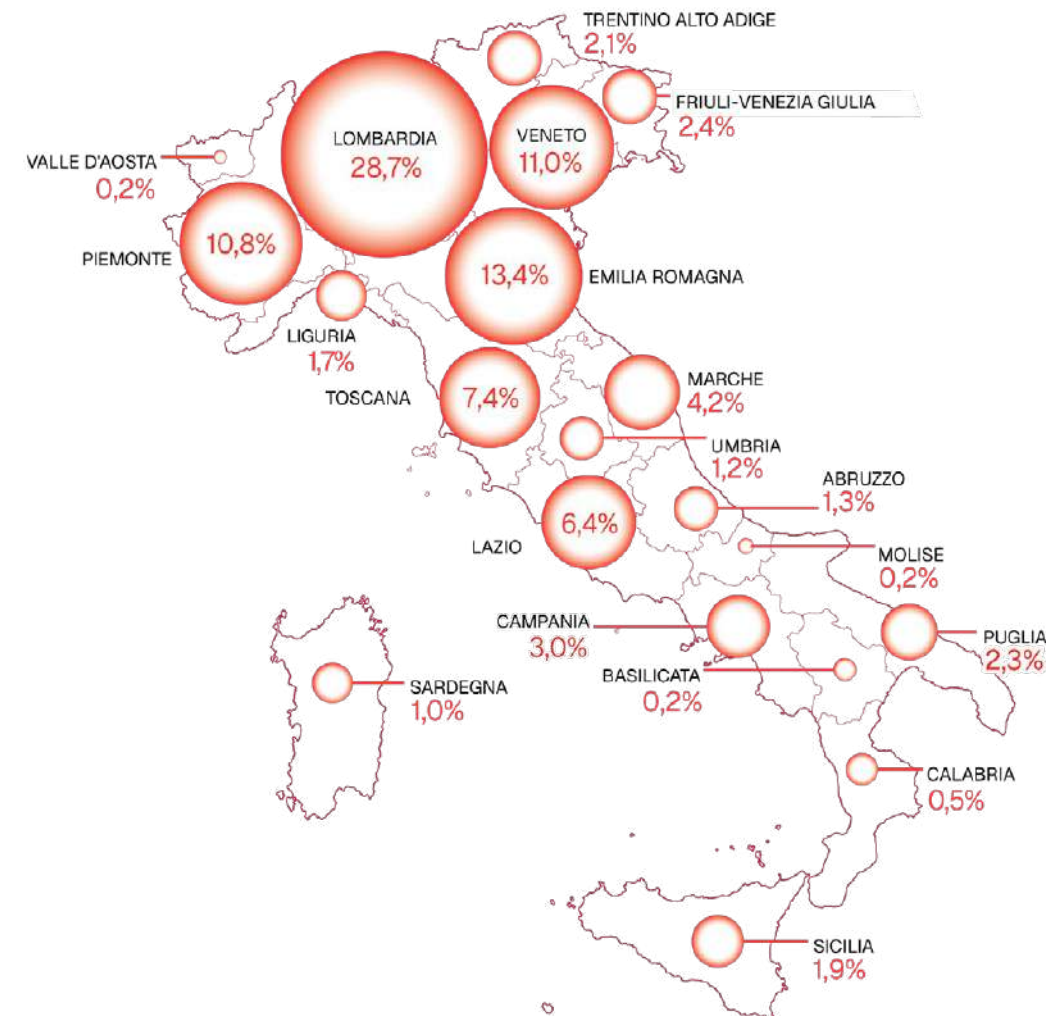 TRENTINO ALTO ADIGE
2,1%
FRIULI-VENEZIA GIULIA
2,4%
LOMBARDIA
28,7%
VENETO
11,0%
VALLE D'AOSTA
0,2%
PIEMONTE
10,8%
13,4%
EMILIA ROMAGNA
LIGURIA
1,7%
TOSCANA
7,4%
MARCHE
4,2%
UMBRIA
1,2%
ABRUZZO
1,3%
LAZIO
6,4%
MOLISE
0,2%
CAMPANIA
3,0%
PUGLIA
2,3%
BASILICATA
0,2%
SARDEGNA
1,0%
CALABRIA
0,5%
SICILIA
1,9%